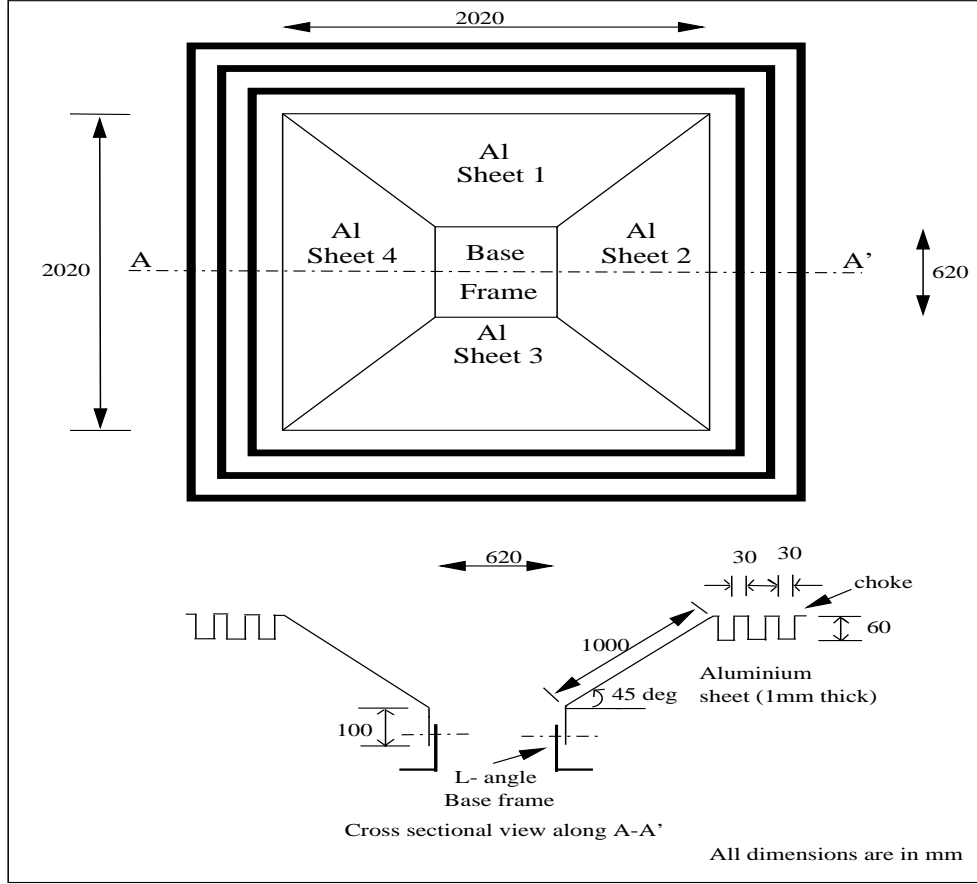 2020
Al
Sheet 1
Al
Sheet 4
Base
Frame
Al
Sheet 2
A
A’
2020
620
Al
Sheet 3
620
30 30
choke
60
1000
45 deg
Aluminium
sheet (1mm thick)
100
L- angle
Base frame
Cross sectional view along A-A’
All dimensions are in mm